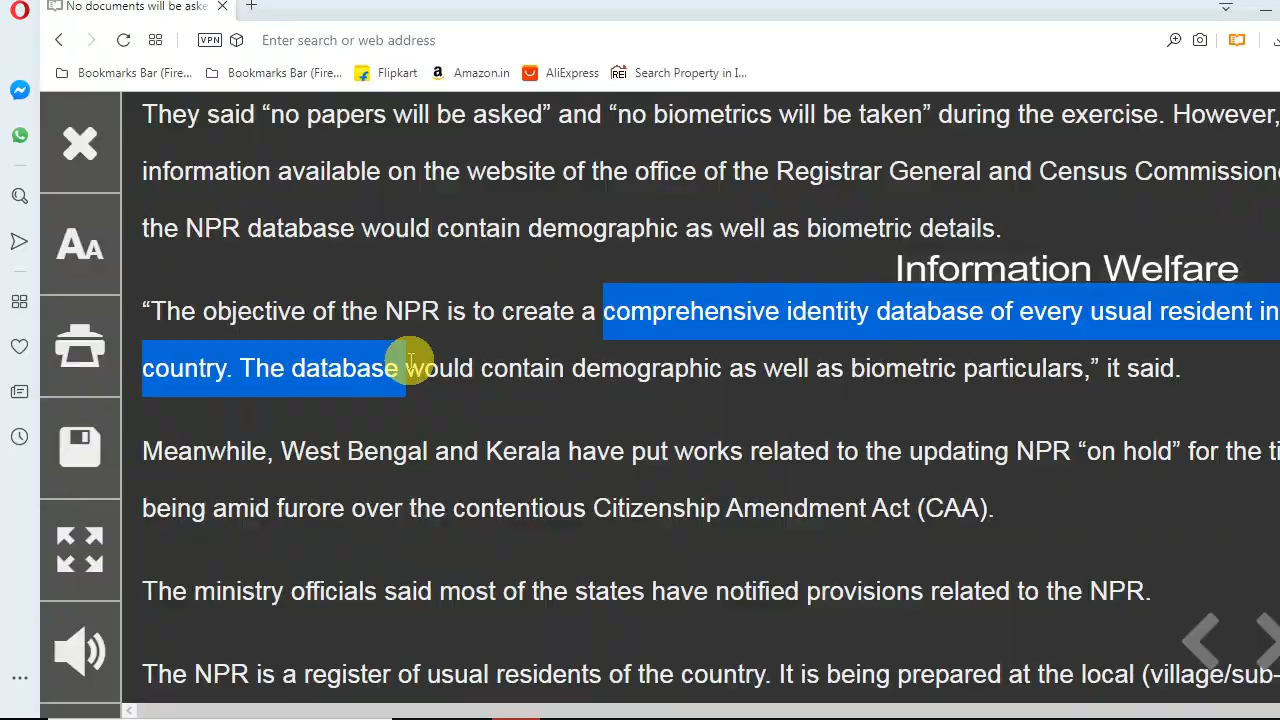 No documents will be aske
VPN
Enter search or web address
Bookmarks Bar (Fire...
Bookmarks Bar (Fire...
Flipkart
Amazon.in
AliExpress
REI
Search Property in I...
AA
They said “no papers will be asked” and “no biometrics will be taken” during the exercise. However,
information available on the website of the office of the Registrar General and Census Commissione
the NPR database would contain demographic as well as biometric details.
Information Welfare
“The objective of the NPR is to create a comprehensive identity database of every usual resident in
country. The database would contain demographic as well as biometric particulars,” it said.
Meanwhile, West Bengal and Kerala have put works related to the updating NPR “on hold” for the ti
being amid furore over the contentious Citizenship Amendment Act (CAA).
The ministry officials said most of the states have notified provisions related to the NPR.
The NPR is a register of usual residents of the country. It is being prepared at the local (village/sub-